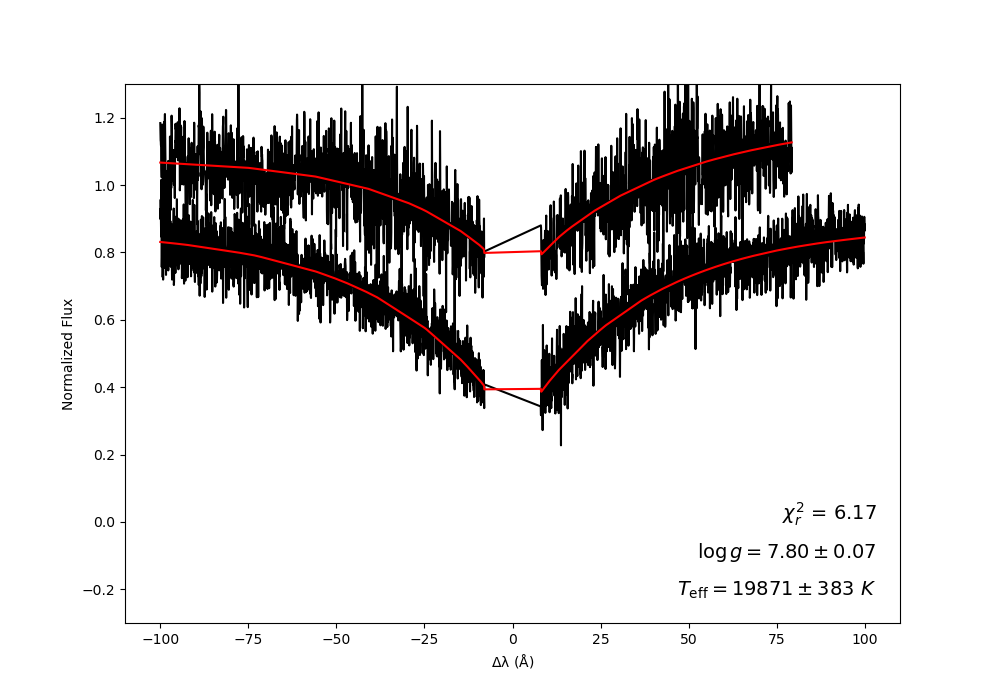 1.2
1.0
0.8
0.6
0.4
0.2
0.0
−0.2
Normalized Flux
−100 −75 −50 −25 0 25 50 75 100
Δλ (Å)
χ²ᵣ = 6.17
log g = 7.80 ± 0.07
T_eff = 19871 ± 383 K